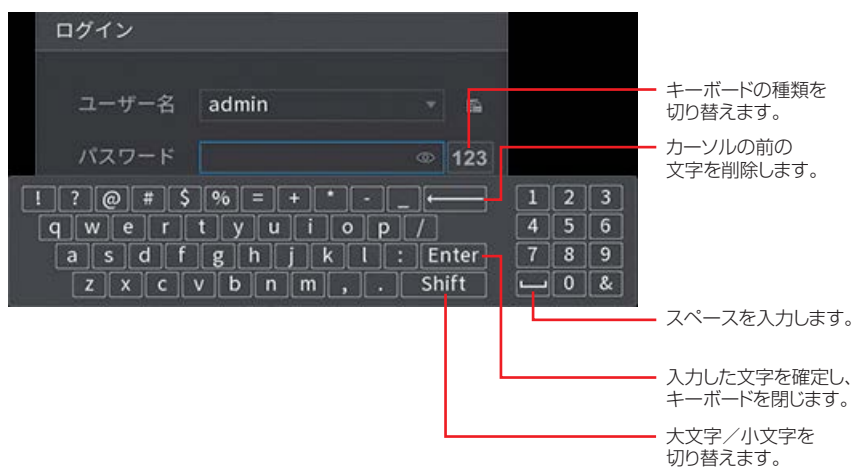 ログイン
ユーザー名 admin
キーボードの種類を
切り替えます。
パスワード 123
カーソルの前の
文字を削除します。
! ? @ # $ % = + * - _ 1 2 3
q w e r t y u i o p / 4 5 6
a s d f g h j k l : Enter 7 8 9
z x c v b n m , . Shift 0 &
スペースを入力します。
入力した文字を確定し、
キーボードを閉じます。
大文字／小文字を
切り替えます。